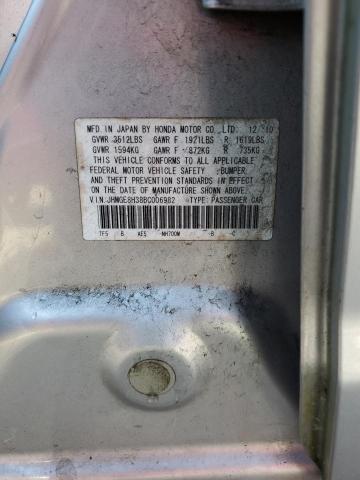 MFD. IN JAPAN BY HONDA MOTOR CO., LTD. 12/10
GVWR 3512LBS GAWR F 1921LBS R 1619LBS
GVWR 1594KG GAWR F 872KG R 735KG
THIS VEHICLE CONFORMS TO ALL APPLICABLE
FEDERAL MOTOR VEHICLE SAFETY, BUMPER,
AND THEFT PREVENTION STANDARDS IN EFFECT
ON THE DATE OF MANUFACTURE SHOWN ABOVE.
V.I.N.:JHMGE8H38BC006982 TYPE: PASSENGER CAR
TF5 B AE5 NH700M B C